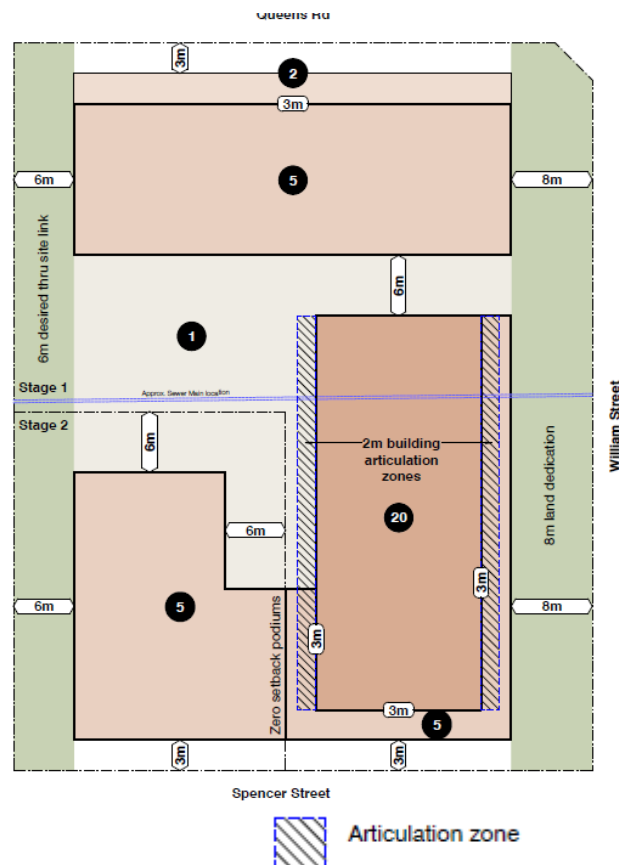 Queens Rd
3m
2
3m
5
6m
8m
6m desired thru site link
6m
1
Approx. Sewer Main location
Stage 1
Stage 2
William Street
6m
2m building
articulation
zones
8m land dedication
20
6m
3m
6m
5
8m
Zero setback podiums
3m
3m
5
3m
3m
Spencer Street
Articulation zone